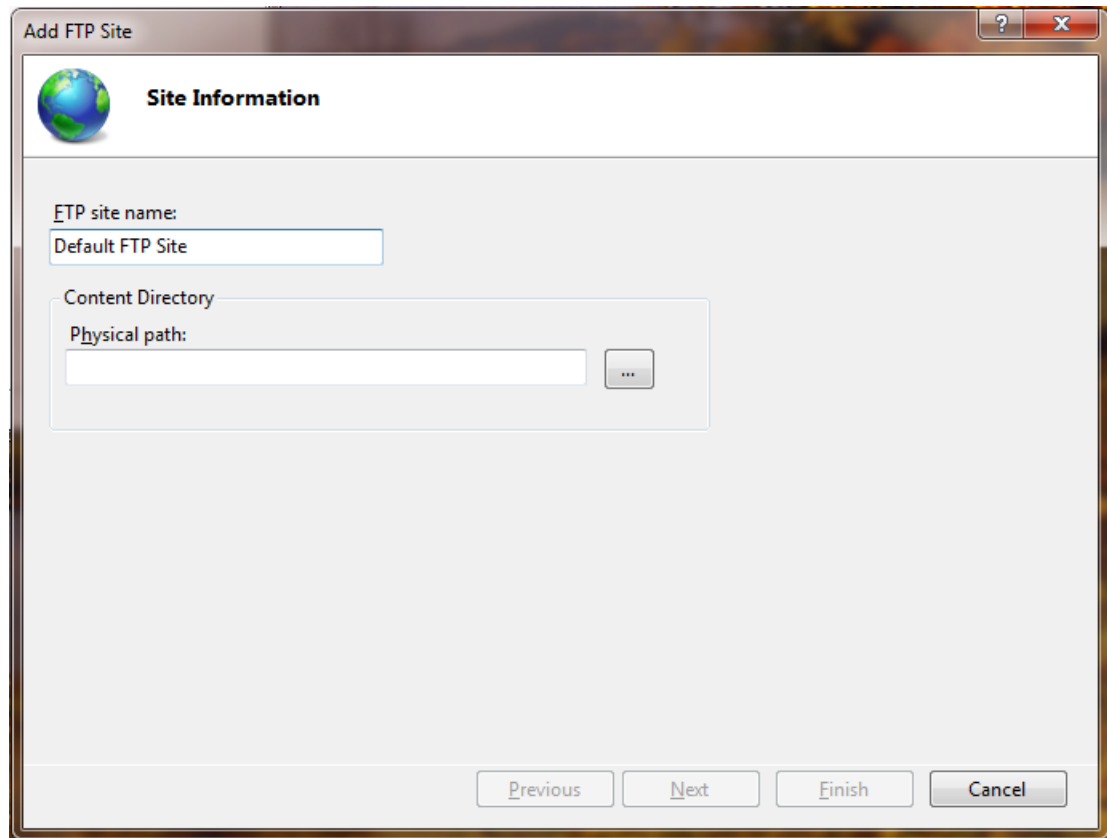 Add FTP Site
?
X
Site Information
FTP site name:
Default FTP Site
Content Directory
Physical path:
...
Previous Next Finish Cancel